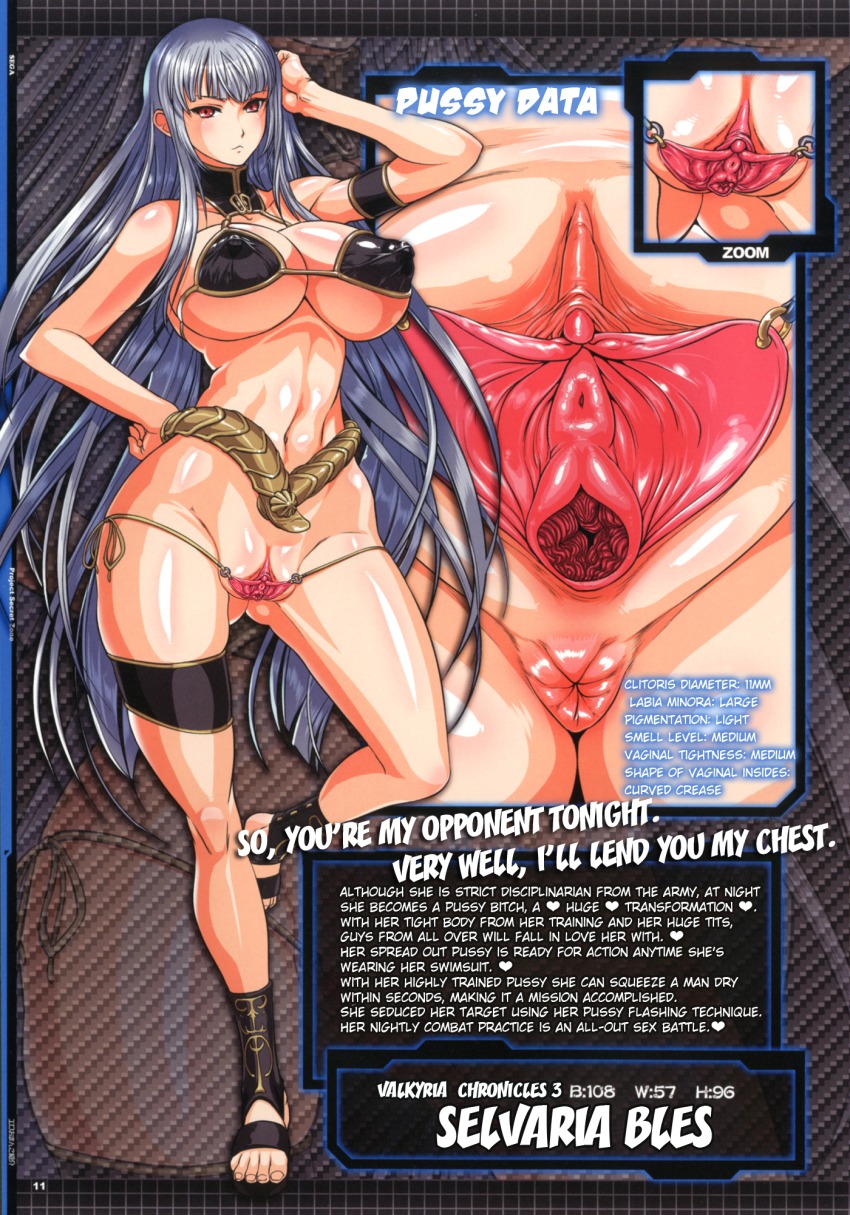 SEGA
PUSSY DATA
ZOOM
CLITORIS DIAMETER: 11MM
LABIA MINORA: LARGE
PIGMENTATION: LIGHT
SMELL LEVEL: MEDIUM
VAGINAL TIGHTNESS: MEDIUM
SHAPE OF VAGINAL INSIDES:
CURVED CREASE
Project Secret Zone
SO, YOU'RE MY OPPONENT TONIGHT.
VERY WELL, I'LL LEND YOU MY CHEST.
ALTHOUGH SHE IS STRICT DISCIPLINARIAN FROM THE ARMY, AT NIGHT
SHE BECOMES A PUSSY BITCH, A ❤ HUGE ❤ TRANSFORMATION ❤.
WITH HER TIGHT BODY FROM HER TRAINING AND HER HUGE TITS,
GUYS FROM ALL OVER WILL FALL IN LOVE HER WITH. ❤
HER SPREAD OUT PUSSY IS READY FOR ACTION ANYTIME SHE'S
WEARING HER SWIMSUIT. ❤
WITH HER HIGHLY TRAINED PUSSY SHE CAN SQUEEZE A MAN DRY
WITHIN SECONDS, MAKING IT A MISSION ACCOMPLISHED.
SHE SEDUCED HER TARGET USING HER PUSSY FLASHING TECHNIQUE.
HER NIGHTLY COMBAT PRACTICE IS AN ALL-OUT SEX BATTLE.❤
VALKYRIA CHRONICLES 3 B:108 W:57 H:96
SELVARIA BLES
11